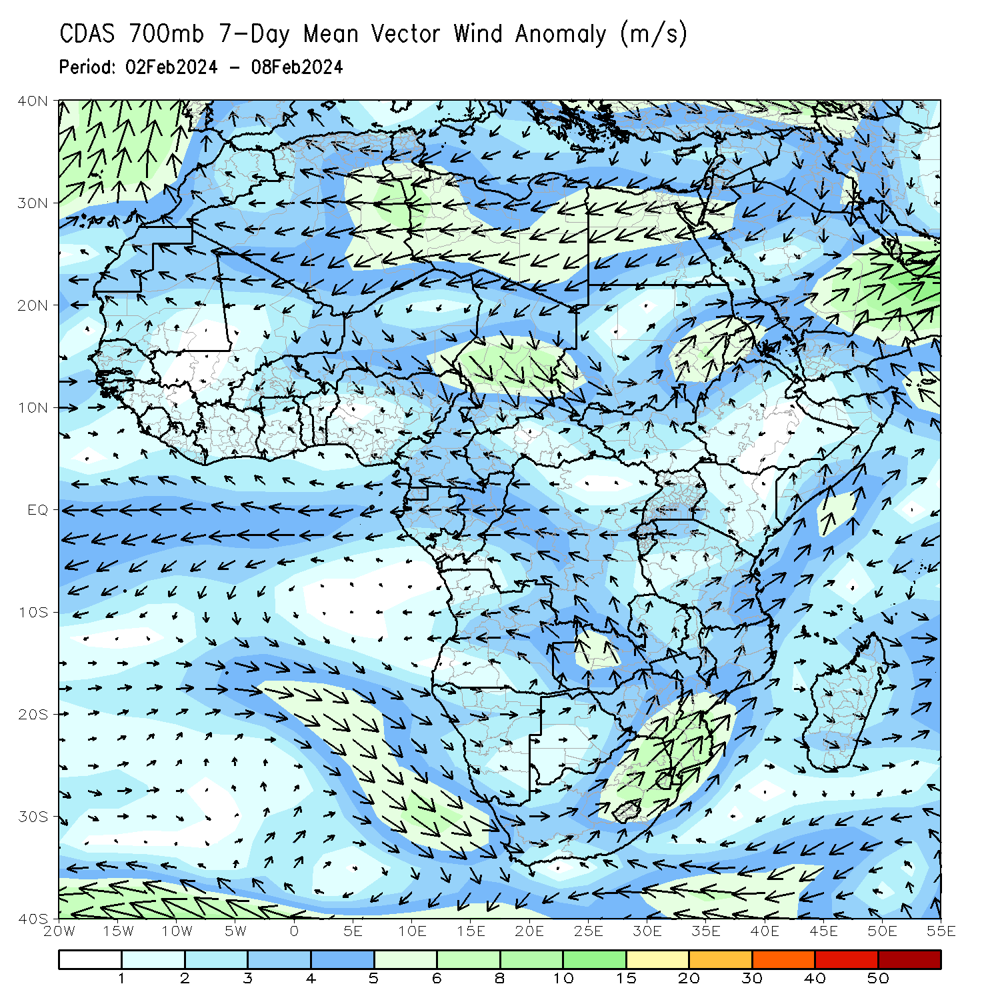 CDAS 700mb 7-Day Mean Vector Wind Anomaly (m/s)
Period: 02Feb2024 - 08Feb2024
40N
30N
20N
10N
EQ
10S
20S
30S
40S
20W 15W 10W 5W 0 5E 10E 15E 20E 25E 30E 35E 40E 45E 50E 55E
1 2 3 4 5 6 8 10 15 20 30 40 50